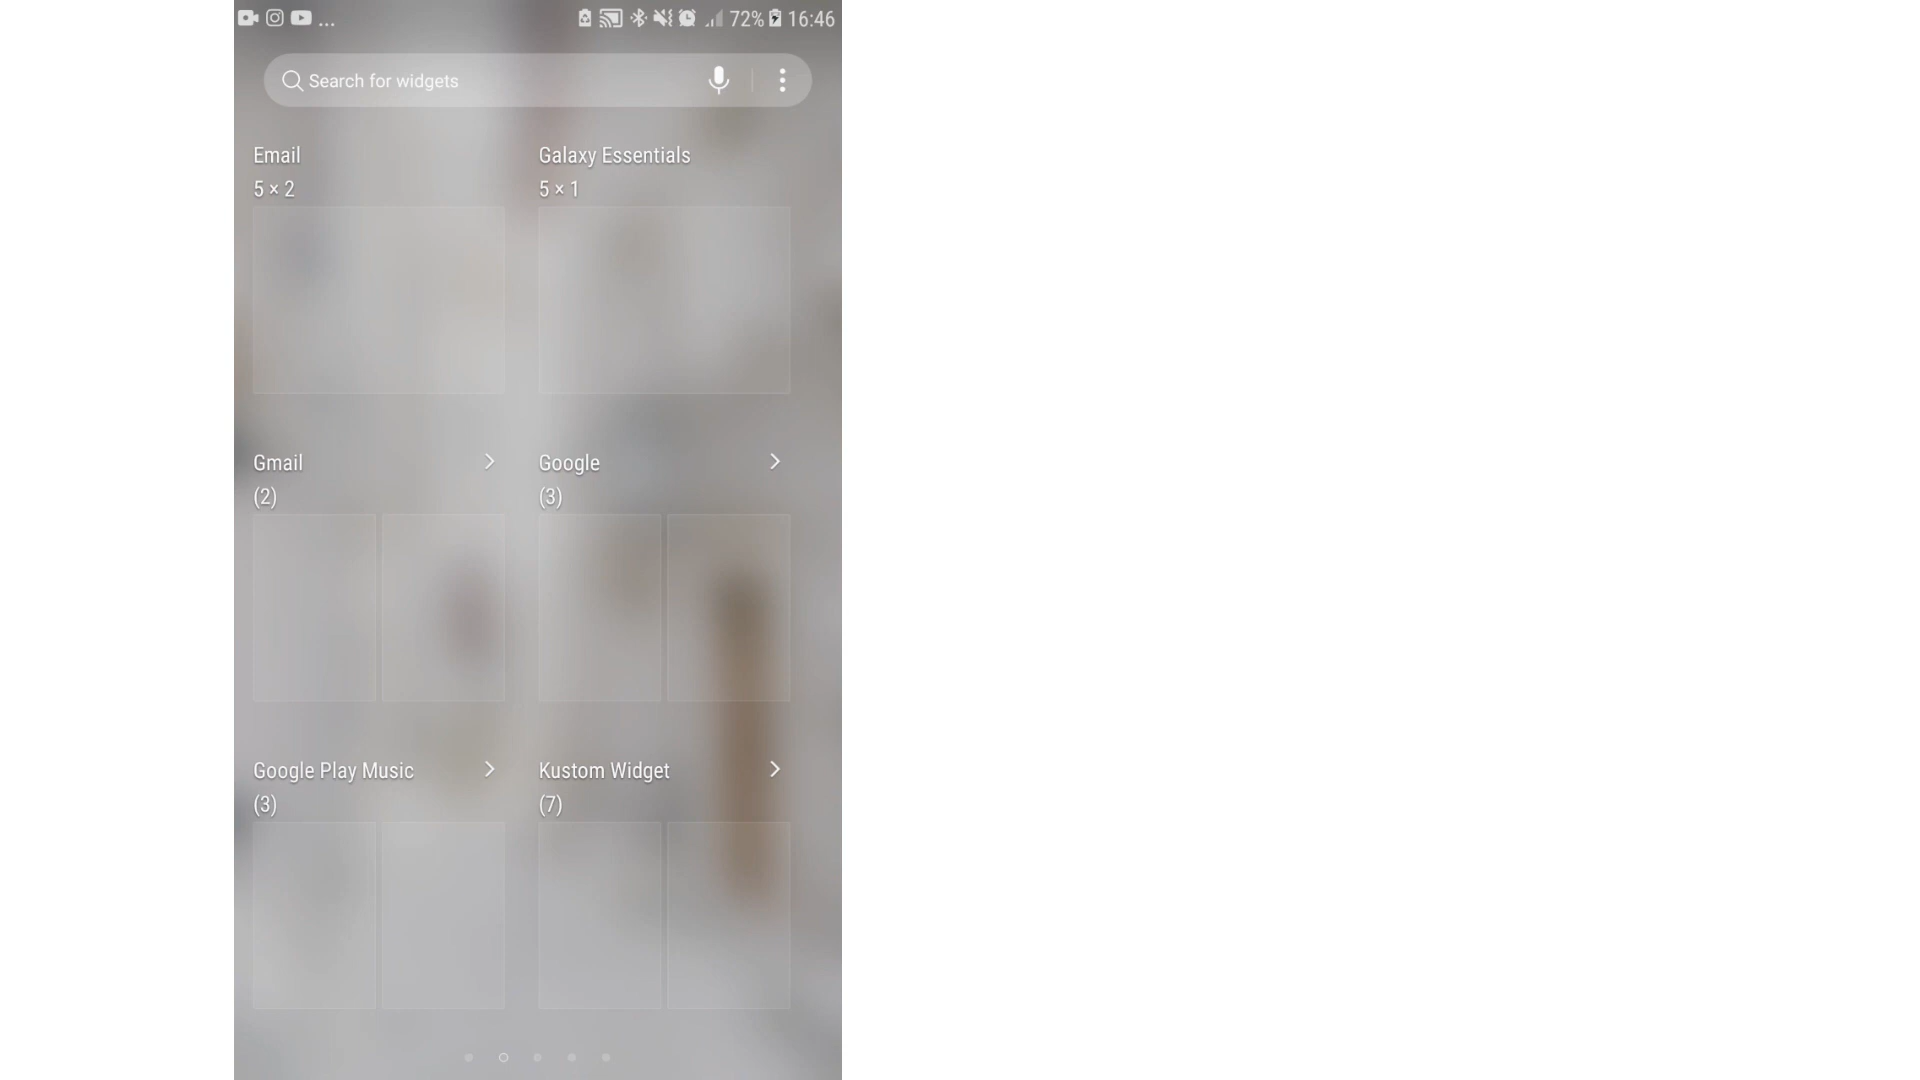 ... 72% 16:46
Search for widgets
Email
5 × 2
Galaxy Essentials
5 × 1
Gmail
(2)
Google
(3)
Google Play Music
(3)
Kustom Widget
(7)